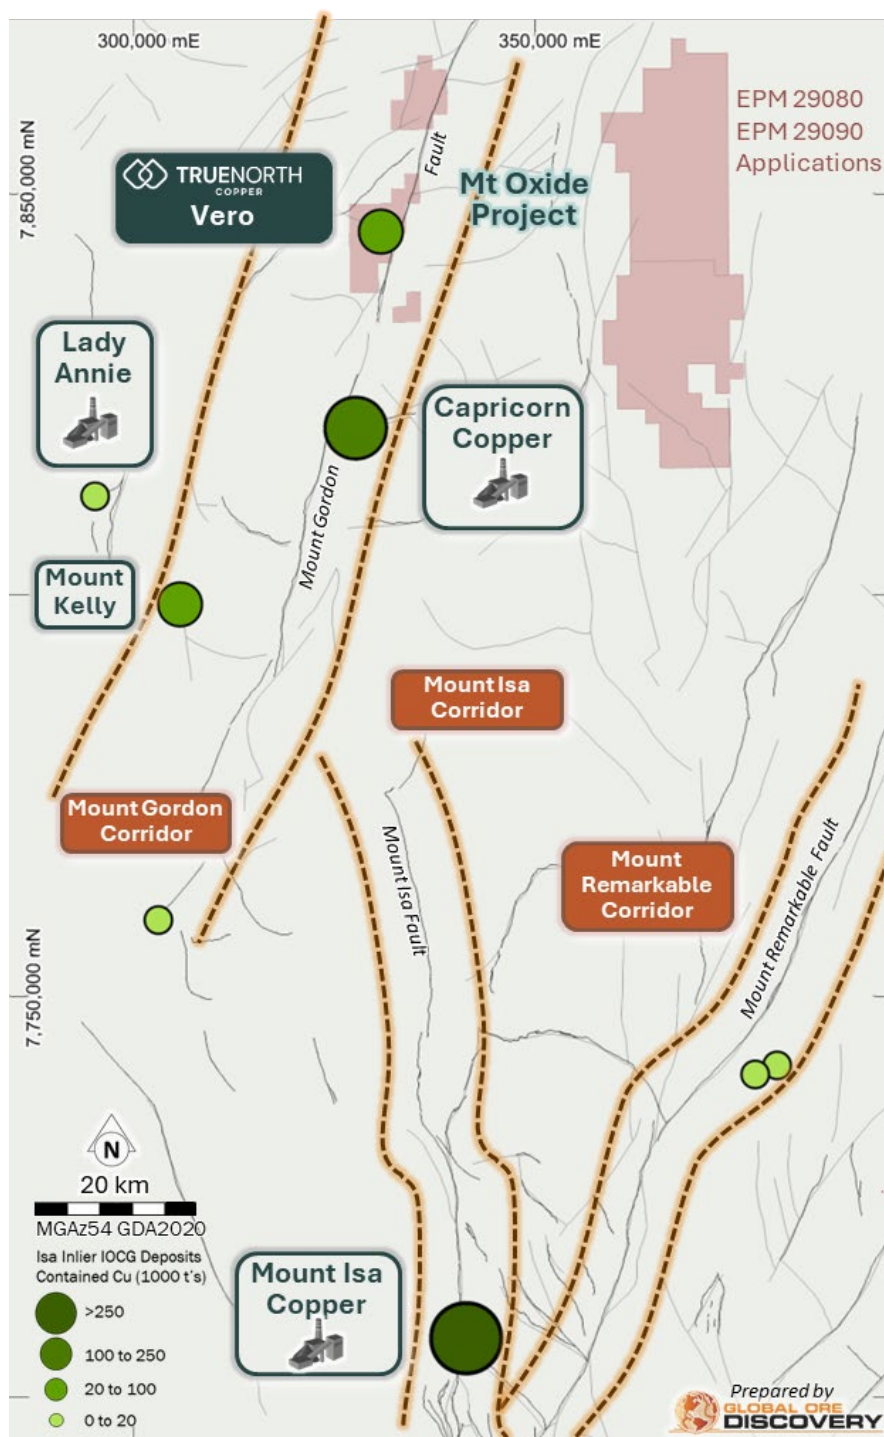 300,000 mE
350,000 mE
7,850,000 mN
EPM 29080
EPM 29090
Applications
Fault
TRUENORTH
COPPER
Vero
Mt Oxide
Project
Lady
Annie
Capricorn
Copper
Mount Gordon
Mount
Kelly
Mount Isa
Corridor
Mount Gordon
Corridor
Mount Isa Fault
Mount
Remarkable
Corridor
Mount Remarkable Fault
7,750,000 mN
N
20 km
MGAz54 GDA2020
Isa Inlier IOCG Deposits
Contained Cu (1000 t's)
>250
100 to 250
20 to 100
0 to 20
Mount Isa
Copper
Prepared by
GLOBAL ORE
DISCOVERY